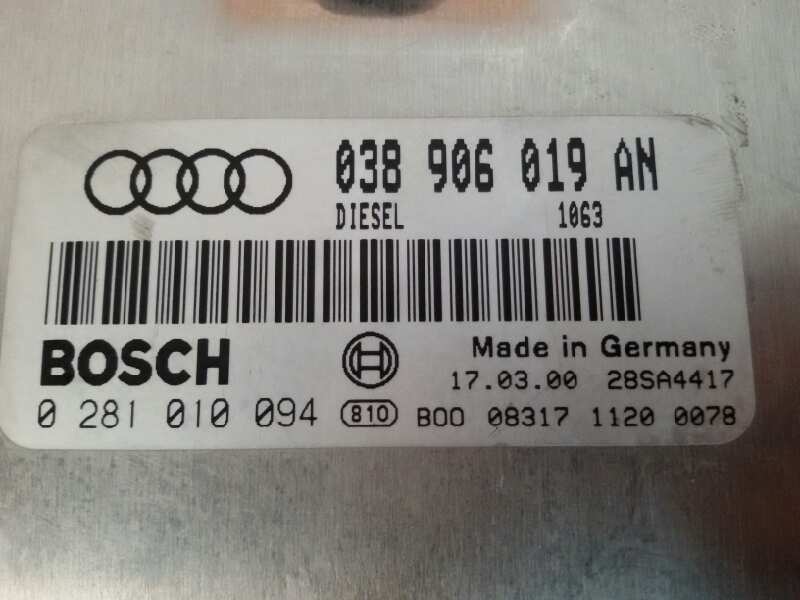 038 906 019 AN
DIESEL 1063
BOSCH
Made in Germany
17.03.00 28SA4417
0 281 010 094 810 B00 08317 1120 0078